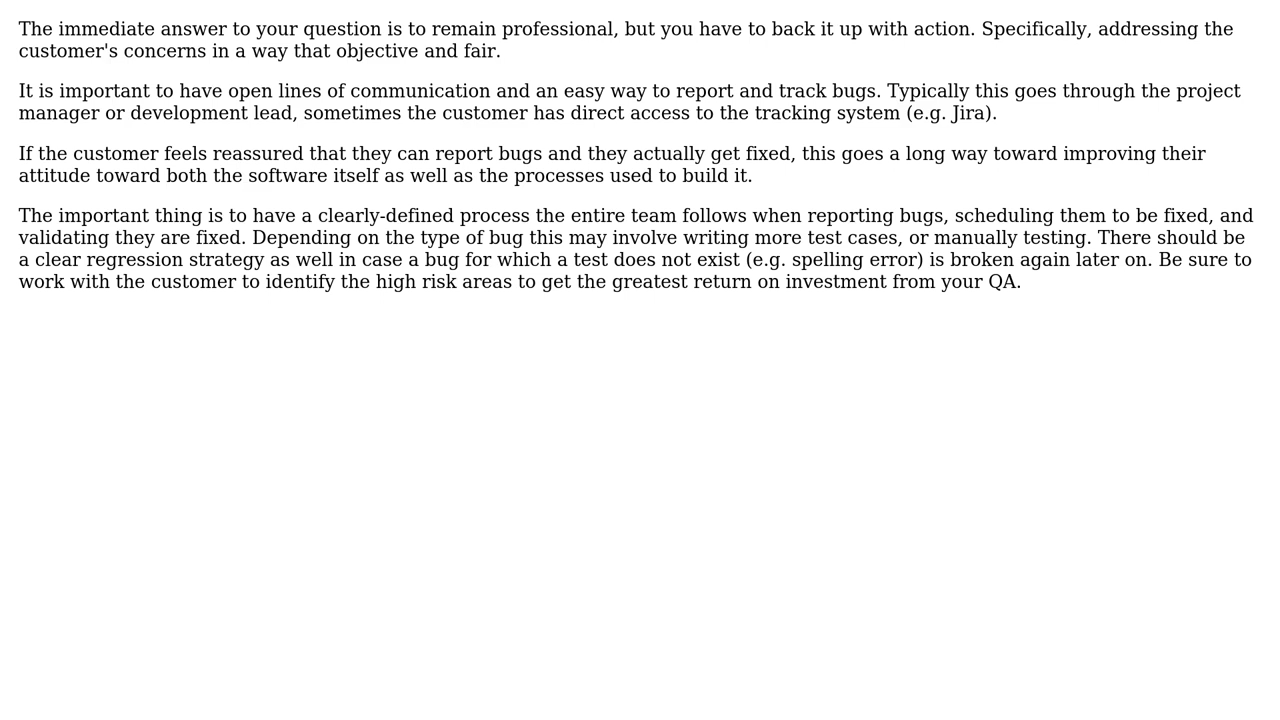 The immediate answer to your question is to remain professional, but you have to back it up with action. Specifically, addressing the
customer's concerns in a way that objective and fair.
It is important to have open lines of communication and an easy way to report and track bugs. Typically this goes through the project
manager or development lead, sometimes the customer has direct access to the tracking system (e.g. Jira).
If the customer feels reassured that they can report bugs and they actually get fixed, this goes a long way toward improving their
attitude toward both the software itself as well as the processes used to build it.
The important thing is to have a clearly-defined process the entire team follows when reporting bugs, scheduling them to be fixed, and
validating they are fixed. Depending on the type of bug this may involve writing more test cases, or manually testing. There should be
a clear regression strategy as well in case a bug for which a test does not exist (e.g. spelling error) is broken again later on. Be sure to
work with the customer to identify the high risk areas to get the greatest return on investment from your QA.